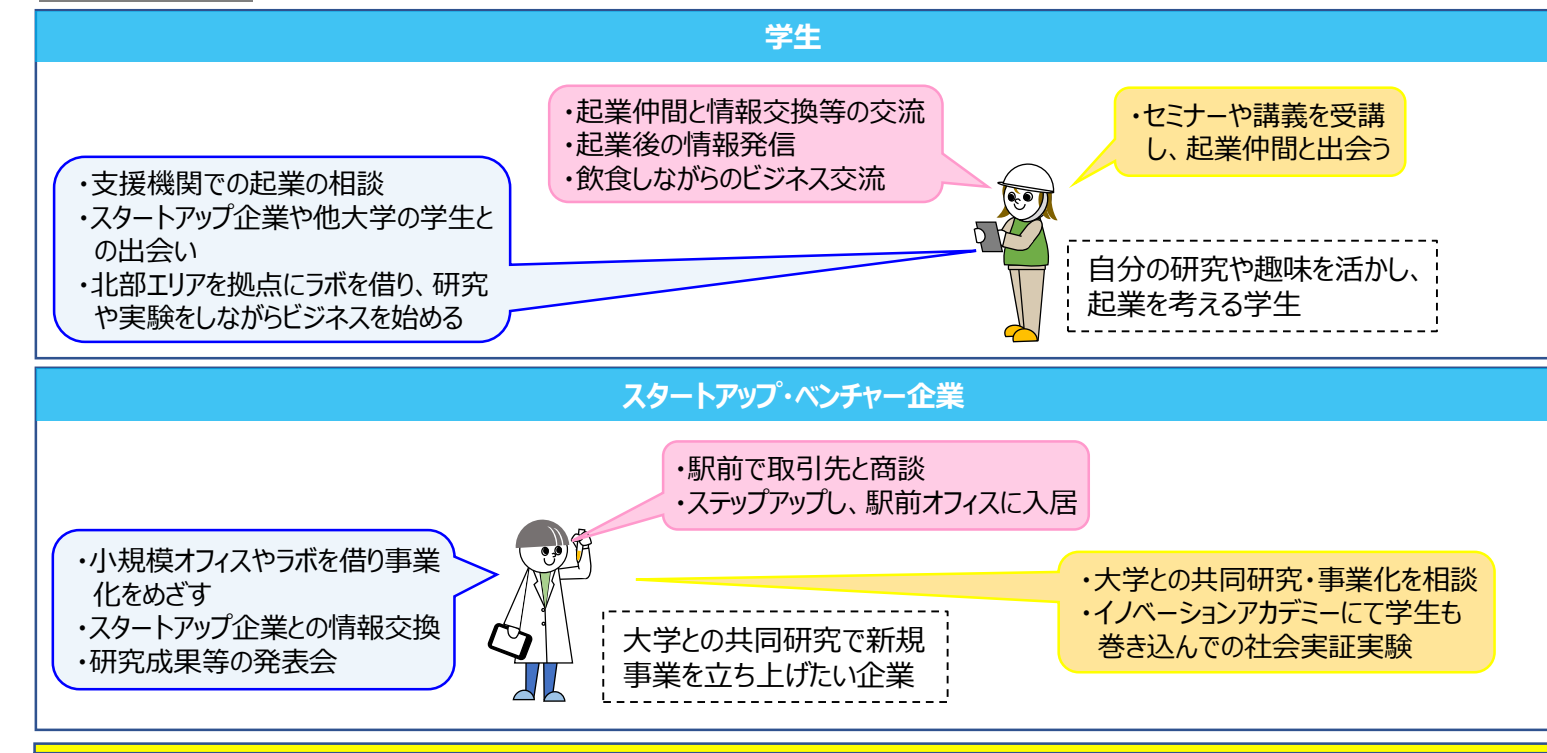 学生
・起業仲間と情報交換等の交流
・起業後の情報発信
・飲食しながらのビジネス交流
・セミナーや講義を受講
し、起業仲間と出会う
・支援機関での起業の相談
・スタートアップ企業や他大学の学生と
の出会い
・北部エリアを拠点にラボを借り、研究
や実験をしながらビジネスを始める
自分の研究や趣味を活かし、
起業を考える学生
スタートアップ・ベンチャー企業
・駅前で取引先と商談
・ステップアップし、駅前オフィスに入居
・小規模オフィスやラボを借り事業
化をめざす
・スタートアップ企業との情報交換
・研究成果等の発表会
大学との共同研究で新規
事業を立ち上げたい企業
・大学との共同研究・事業化を相談
・イノベーションアカデミーにて学生も
巻き込んでの社会実証実験